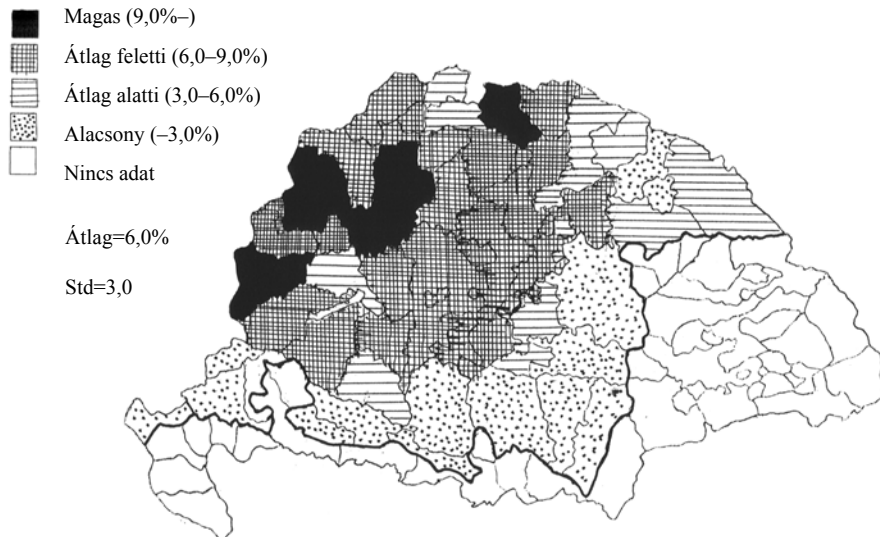 Magas (9,0%–)
Átlag feletti (6,0–9,0%)
Átlag alatti (3,0–6,0%)
Alacsony (–3,0%)
Nincs adat
Átlag=6,0%
Std=3,0